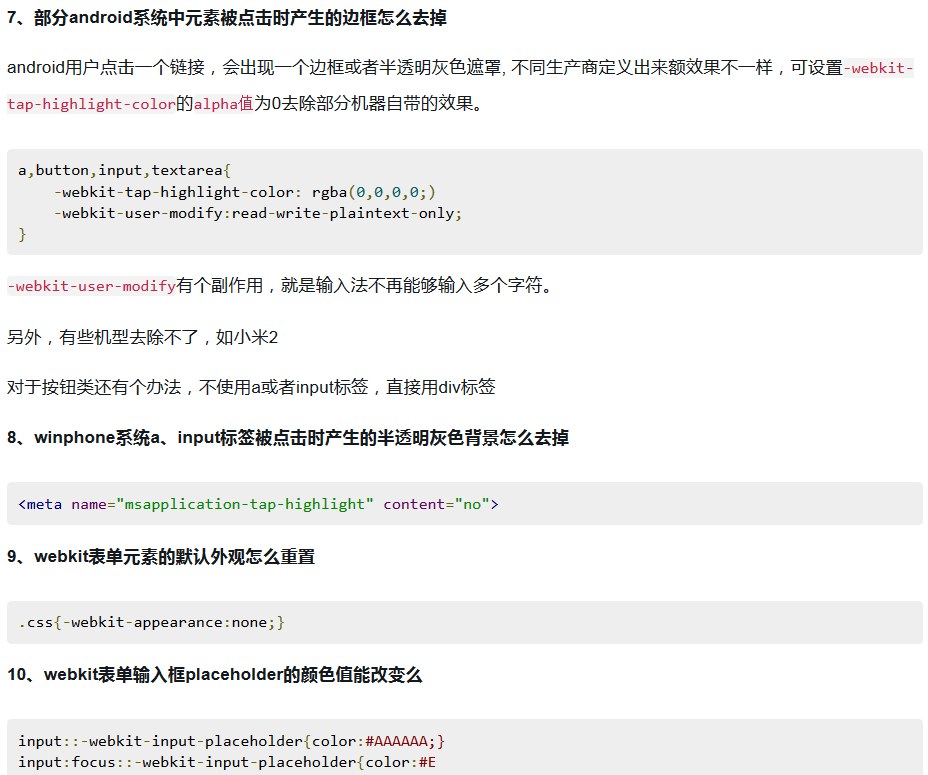 7、部分android系统中元素被点击时产生的边框怎么去掉
android用户点击一个链接，会出现一个边框或者半透明灰色遮罩, 不同生产商定义出来额效果不一样，可设置-webkit-
tap-highlight-color的alpha值为0去除部分机器自带的效果。
a,button,input,textarea{
    -webkit-tap-highlight-color: rgba(0,0,0,0;)
    -webkit-user-modify:read-write-plaintext-only;
}
-webkit-user-modify有个副作用，就是输入法不再能够输入多个字符。
另外，有些机型去除不了，如小米2
对于按钮类还有个办法，不使用a或者input标签，直接用div标签
8、winphone系统a、input标签被点击时产生的半透明灰色背景怎么去掉
<meta name="msapplication-tap-highlight" content="no">
9、webkit表单元素的默认外观怎么重置
.css{-webkit-appearance:none;}
10、webkit表单输入框placeholder的颜色值能改变么
input::-webkit-input-placeholder{color:#AAAAAA;}
input:focus::-webkit-input-placeholder{color:#E